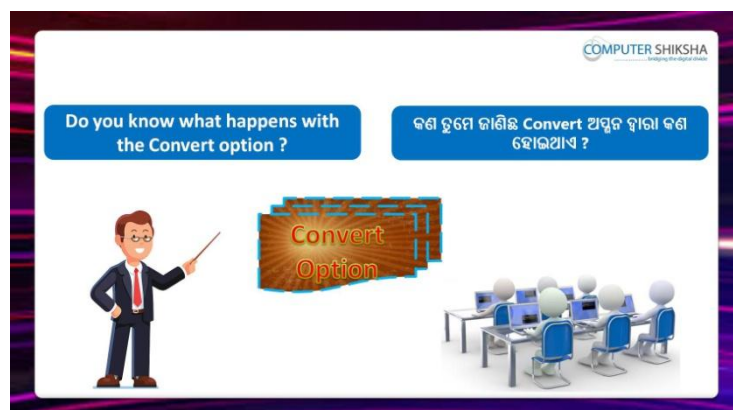 COMPUTER SHIKSHA
bridging the digital divide
Do you know what happens with
the Convert option ?
କଣ ତୁମେ ଜାଣିଛ Convert ଅପ୍ସନ ଦ୍ୱାରା କଣ
ହୋଇଥାଏ ?
Convert
Option